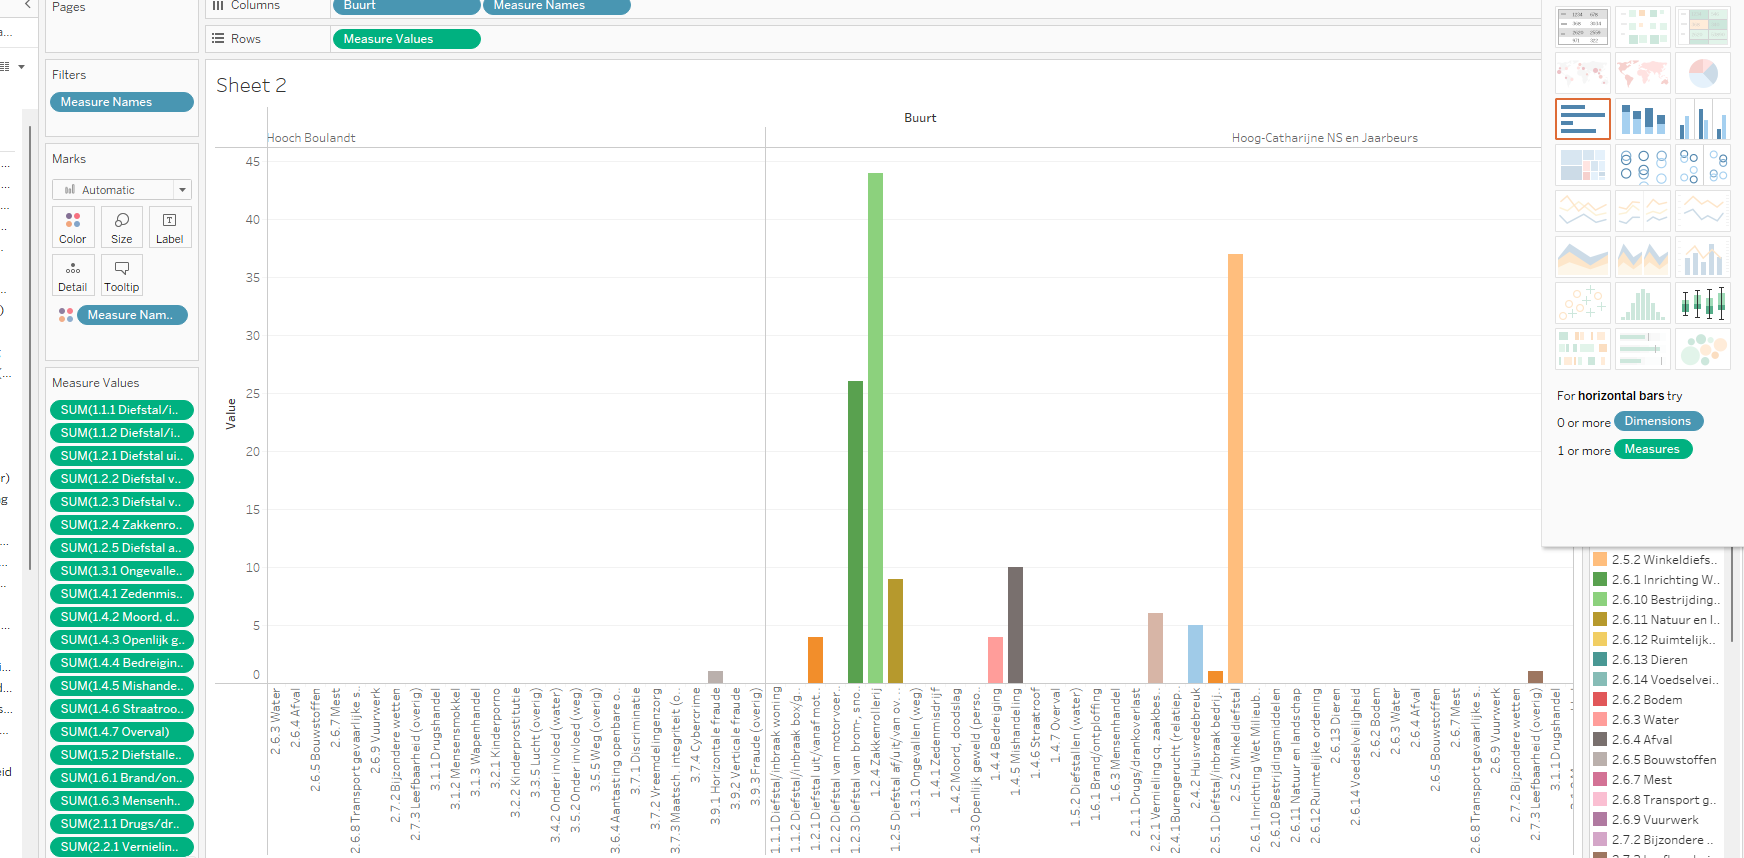 Pages
Columns
Buurt
Measure Names
Rows
Measure Values
Filters
Measure Names
Marks
Automatic
Color
Size
Label
Detail
Tooltip
Measure Nam..
Measure Values
SUM(1.1.1 Diefstal/i..
SUM(1.1.2 Diefstal/i..
SUM(1.2.1 Diefstal ui..
SUM(1.2.2 Diefstal v..
SUM(1.2.3 Diefstal v..
SUM(1.2.4 Zakkenro..
SUM(1.2.5 Diefstal a..
SUM(1.3.1 Ongevalle..
SUM(1.4.1 Zedenmis..
SUM(1.4.2 Moord, d..
SUM(1.4.3 Openlijk g..
SUM(1.4.4 Bedreigin..
SUM(1.4.5 Mishande..
SUM(1.4.6 Straatroo..
SUM(1.4.7 Overval)
SUM(1.5.2 Diefstalle..
SUM(1.6.1 Brand/on..
SUM(1.6.3 Mensenh..
SUM(2.1.1 Drugs/dr..
SUM(2.2.1 Vernielin..
Sheet 2
Buurt
Hooch Boulandt
Hoog-Catharijne NS en Jaarbeurs
Value
45
40
35
30
25
20
15
10
5
0
2.6.3 Water
2.6.4 Afval
2.6.5 Bouwstoffen
2.6.7 Mest
2.6.8 Transport gevaarlijke s..
2.6.9 Vuurwerk
2.7.2 Bijzondere wetten
2.7.3 Leefbaarheid (overig)
3.1.1 Drugshandel
3.1.2 Mensensmokkel
3.1.3 Wapenhandel
3.2.1 Kinderporno
3.2.2 Kinderprostitutie
3.3.5 Lucht (overig)
3.4.2 Onder invloed (water)
3.5.2 Onder invloed (weg)
3.5.5 Weg (overig)
3.6.4 Aantasting openbare o..
3.7.1 Discriminatie
3.7.2 Vreemdelingenzorg
3.7.3 Maatsch. integriteit (o..
3.7.4 Cybercrime
3.9.1 Horizontale fraude
3.9.2 Verticale fraude
3.9.3 Fraude (overig)
1.1.1 Diefstal/inbraak woning
1.1.2 Diefstal/inbraak box/g..
1.2.1 Diefstal uit/vanaf mot..
1.2.2 Diefstal van motorvoer..
1.2.3 Diefstal van brom-, sno..
1.2.4 Zakkenrollerij
1.2.5 Diefstal af/uit/van ov. ..
1.3.1 Ongevallen (weg)
1.4.1 Zedenmisdrijf
1.4.2 Moord, doodslag
1.4.3 Openlijk geweld (perso..
1.4.4 Bedreiging
1.4.5 Mishandeling
1.4.6 Straatroof
1.4.7 Overval
1.5.2 Diefstallen (water)
1.6.1 Brand/ontploffing
1.6.3 Mensenhandel
2.1.1 Drugs/drankoverlast
2.2.1 Vernieling cq. zaakbes..
2.4.1 Burengerucht (relatiep..
2.4.2 Huisvredebreuk
2.5.1 Diefstal/inbraak bedrij..
2.5.2 Winkeldiefstal
2.6.1 Inrichting Wet Milieub..
2.6.10 Bestrijdingsmiddelen
2.6.11 Natuur en landschap
2.6.12 Ruimtelijke ordening
2.6.13 Dieren
2.6.14 Voedselveiligheid
2.6.2 Bodem
2.6.3 Water
2.6.4 Afval
2.6.5 Bouwstoffen
2.6.7 Mest
2.6.8 Transport gevaarlijke s..
2.6.9 Vuurwerk
2.7.2 Bijzondere wetten
2.7.3 Leefbaarheid (overig)
3.1.1 Drugshandel
For horizontal bars try
0 or more Dimensions
1 or more Measures
2.5.2 Winkeldiefs..
2.6.1 Inrichting W..
2.6.10 Bestrijding..
2.6.11 Natuur en l..
2.6.12 Ruimtelijk..
2.6.13 Dieren
2.6.14 Voedselvei..
2.6.2 Bodem
2.6.3 Water
2.6.4 Afval
2.6.5 Bouwstoffen
2.6.7 Mest
2.6.8 Transport g..
2.6.9 Vuurwerk
2.7.2 Bijzondere ..